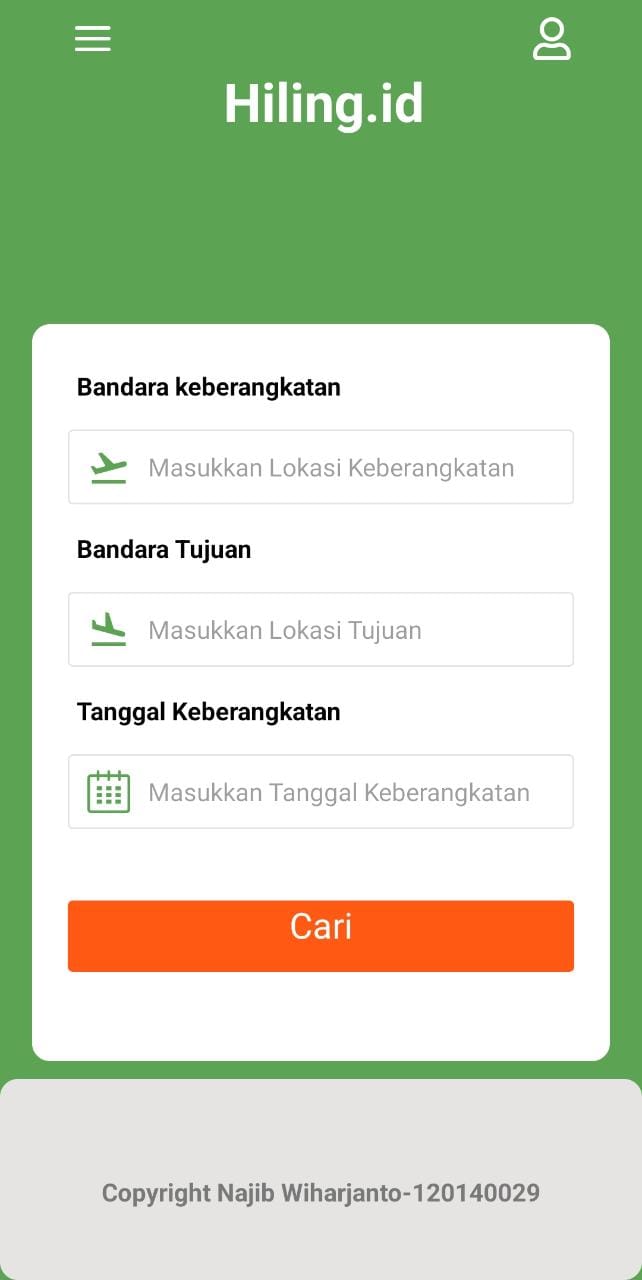 Hiling.id
Bandara keberangkatan
Masukkan Lokasi Keberangkatan
Bandara Tujuan
Masukkan Lokasi Tujuan
Tanggal Keberangkatan
Masukkan Tanggal Keberangkatan
Cari
Copyright Najib Wiharjanto-120140029